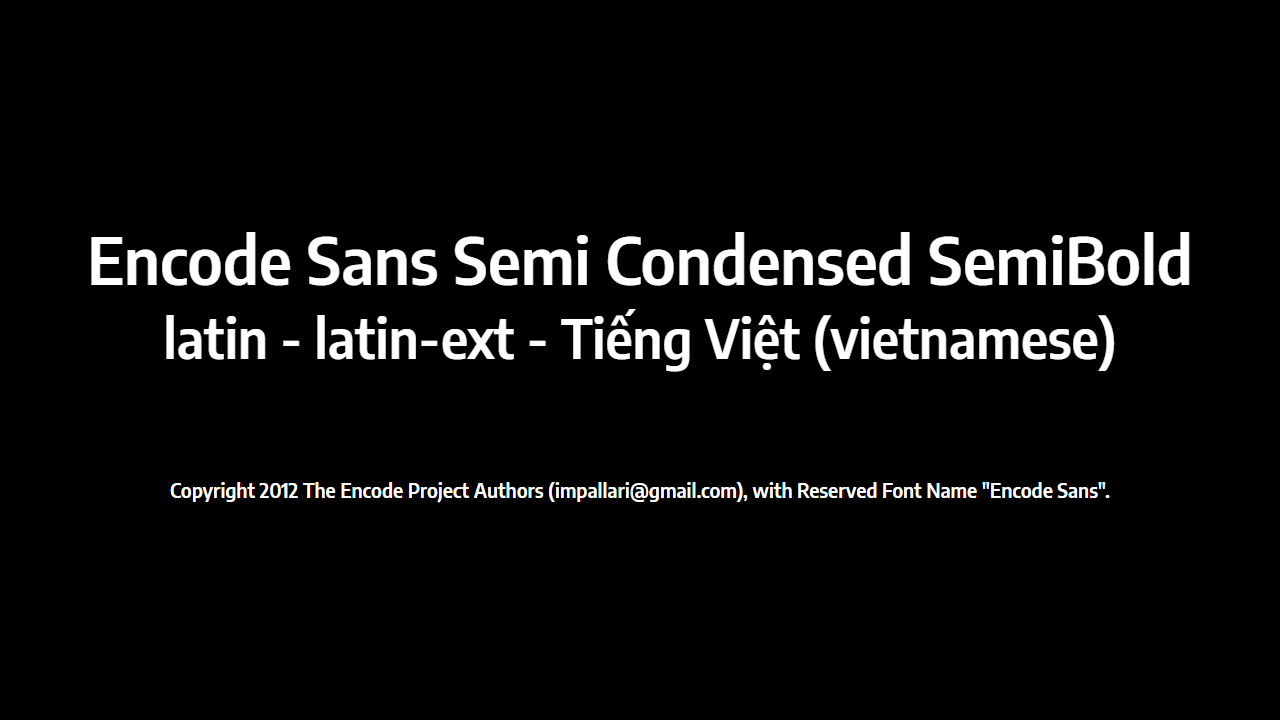 Encode Sans Semi Condensed SemiBold
latin - latin-ext - Tiếng Việt (vietnamese)
Copyright 2012 The Encode Project Authors (impallari@gmail.com), with Reserved Font Name "Encode Sans".